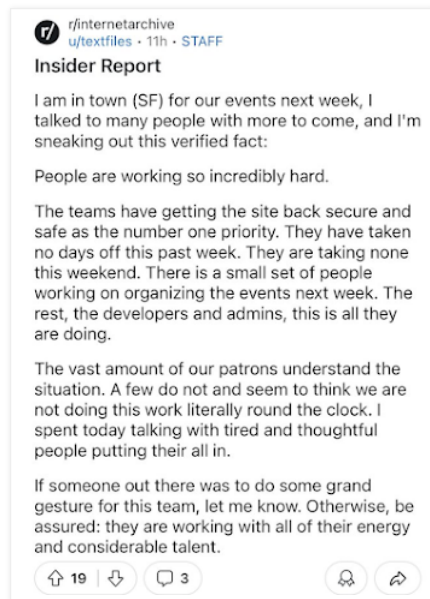 r/internetarchive
u/textfiles • 11h • STAFF
Insider Report
I am in town (SF) for our events next week, I
talked to many people with more to come, and I'm
sneaking out this verified fact:
People are working so incredibly hard.
The teams have getting the site back secure and
safe as the number one priority. They have taken
no days off this past week. They are taking none
this weekend. There is a small set of people
working on organizing the events next week. The
rest, the developers and admins, this is all they
are doing.
The vast amount of our patrons understand the
situation. A few do not and seem to think we are
not doing this work literally round the clock. I
spent today talking with tired and thoughtful
people putting their all in.
If someone out there was to do some grand
gesture for this team, let me know. Otherwise, be
assured: they are working with all of their energy
and considerable talent.
19 3